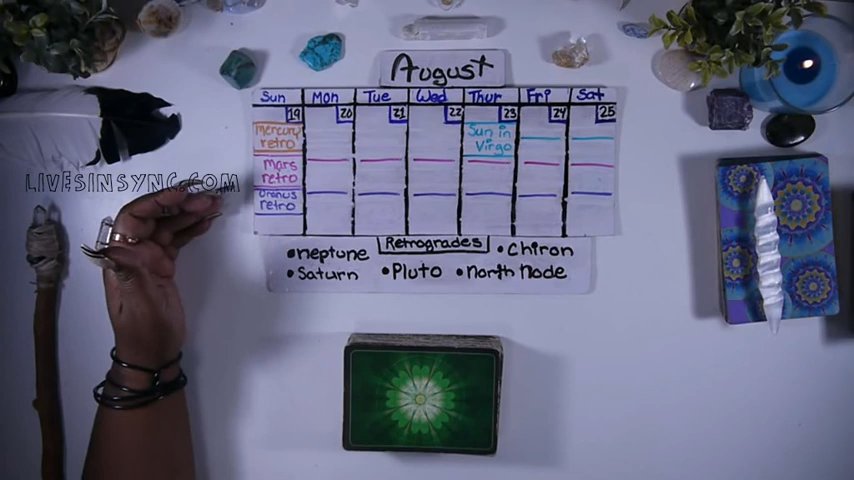 August
Sun Mon Tue Wed Thur Fri Sat
19 20 21 22 23 24 25
Mercury
retro
Sun in
Virgo
Mars
retro
Uranus
retro
LIVESINSYNC.COM
Retrogrades
•neptune •Chiron
•Saturn •Pluto •North Node